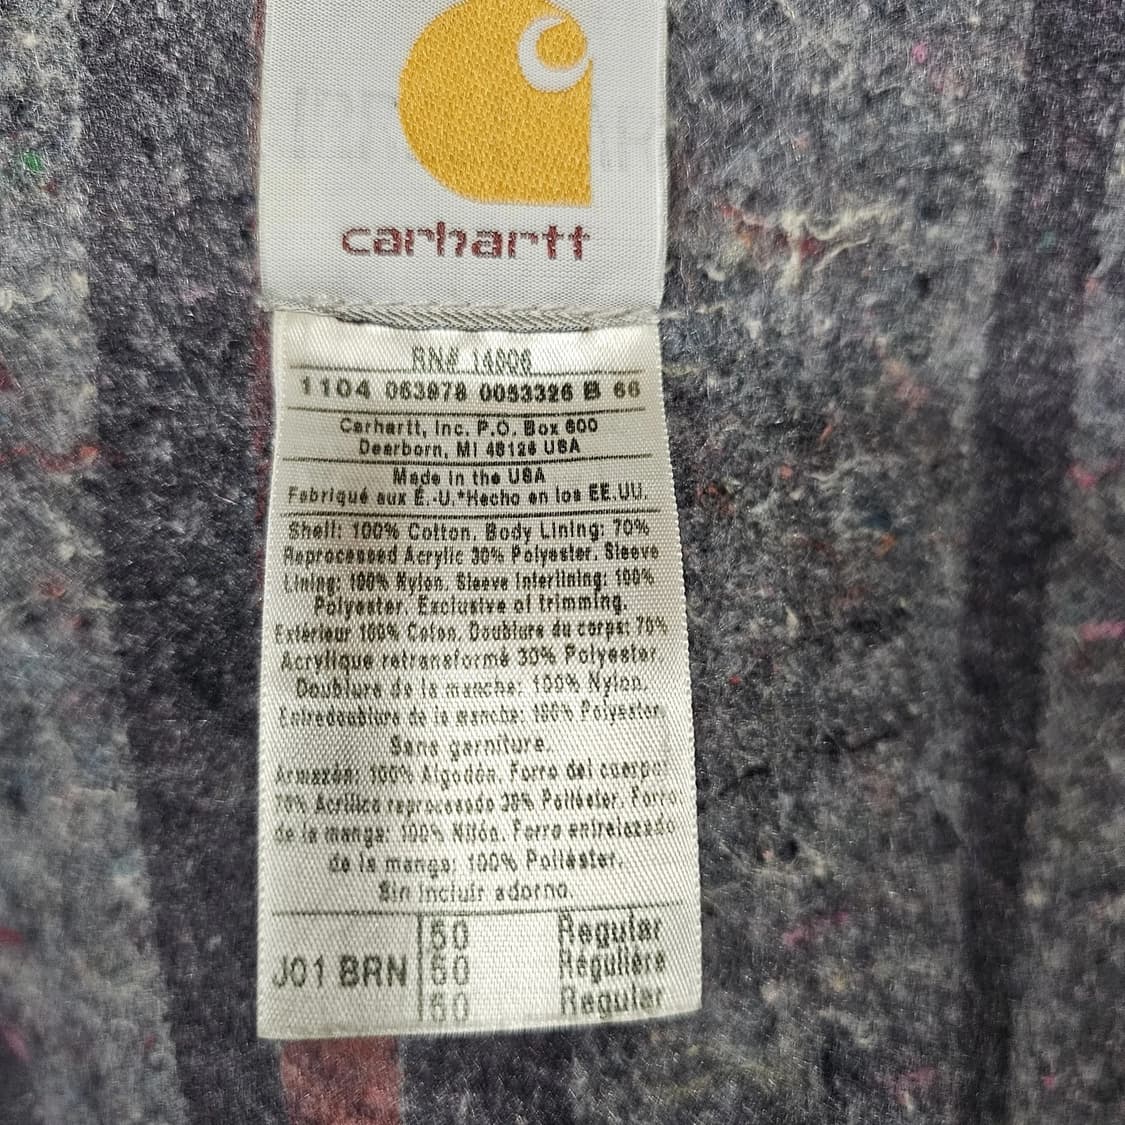 carhartt
RN# 14806
1104 063978 0053326 B 66
Carhartt, Inc. P.O. Box 600
Dearborn, MI 48126 USA
Made in the USA
Fabriqué aux É.-U.*Hecho en los EE.UU.
Shell: 100% Cotton. Body Lining: 70%
Reprocessed Acrylic 30% Polyester. Sleeve
Lining: 100% Nylon. Sleeve Interlining: 100%
Polyester. Exclusive of trimming.
Extérieur 100% Coton. Doublure du corps: 70%
Acrylique retransformé 30% Polyester.
Doublure de la manche: 100% Nylon.
Entredoublure de la manche: 100% Polyester.
Sans garniture.
Armazón: 100% Algodón. Forro del cuerpo:
70% Acrílico reprocesado 30% Poliéster. Forro
de la manga: 100% Nilón. Forro entrelazado
de la manga: 100% Poliéster.
Sin incluir adorno
J01 BRN
50 Regular
50 Régulière
50 Regular